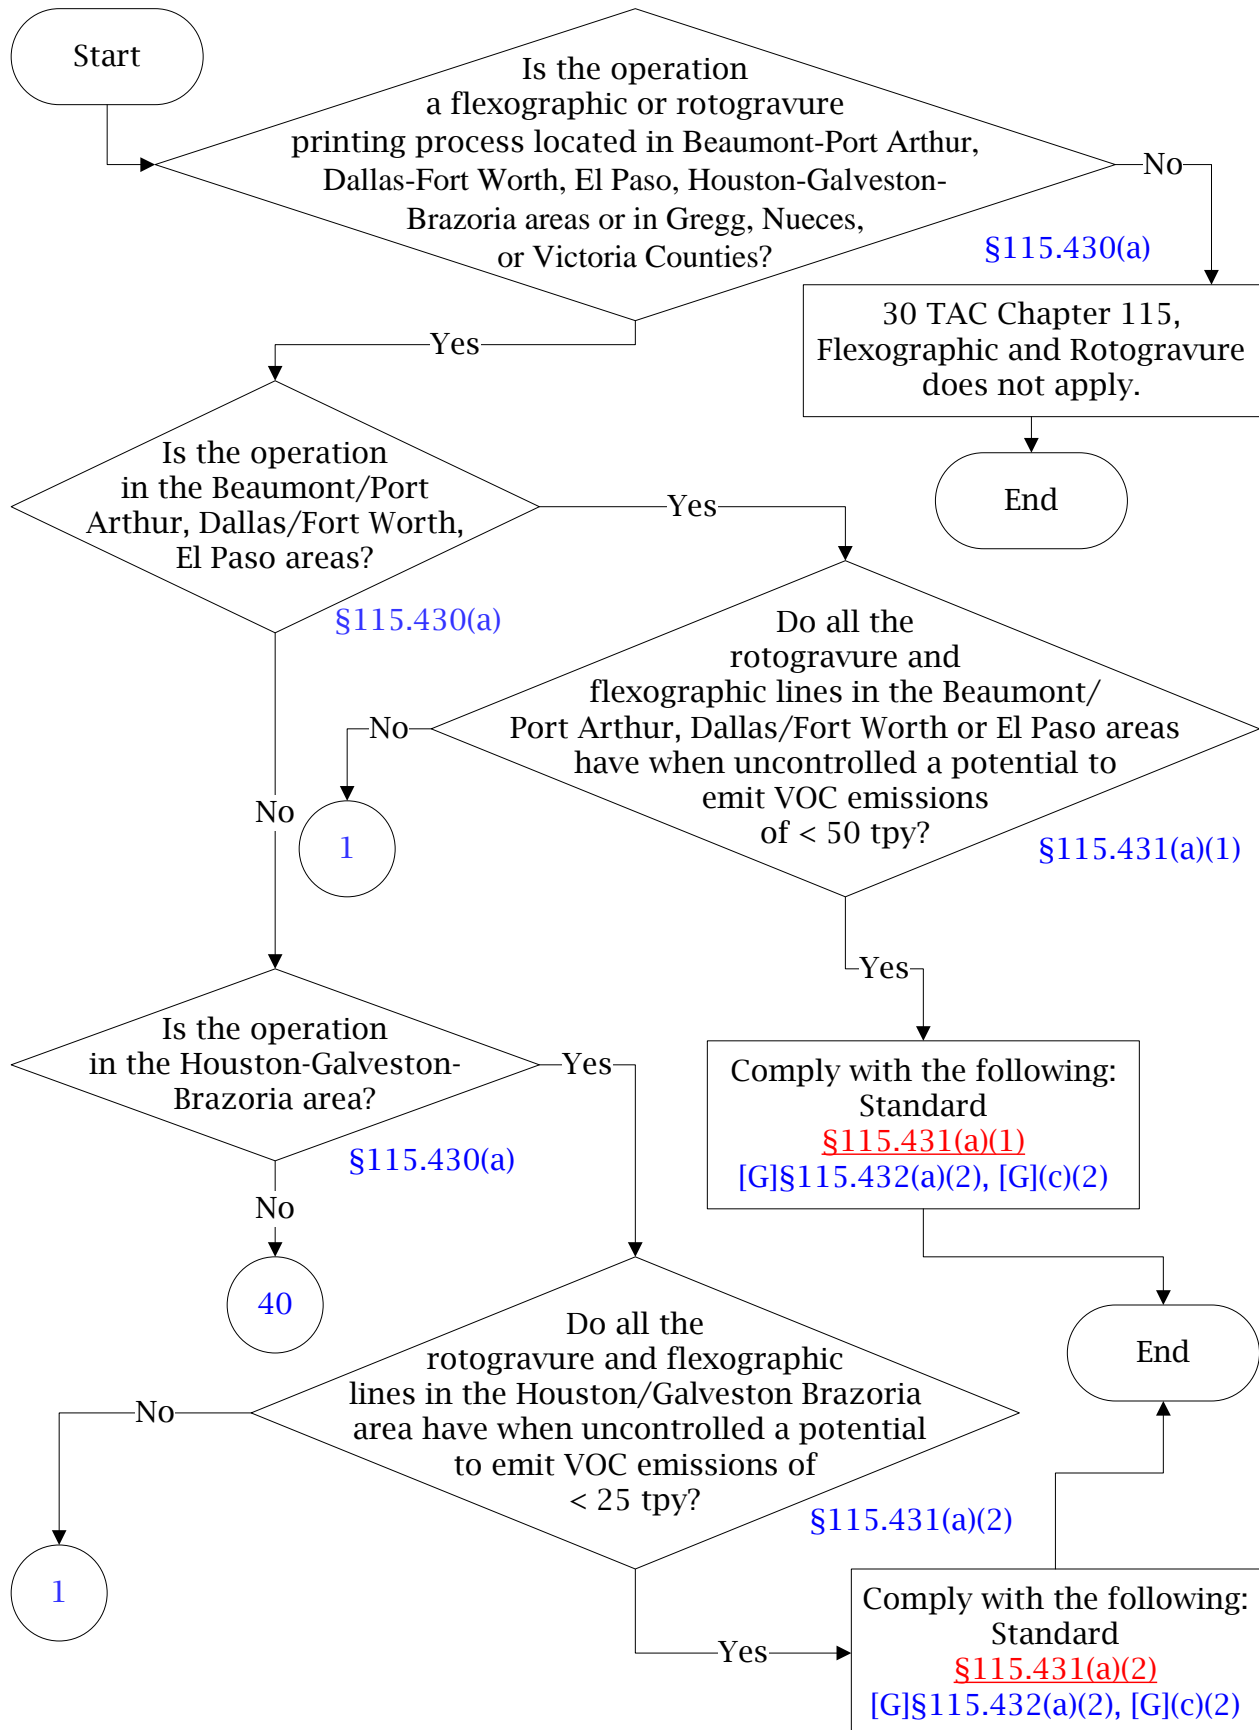 Start
Is the operation
a flexographic or rotogravure
printing process located in Beaumont-Port Arthur,
Dallas-Fort Worth, El Paso, Houston-Galveston-
Brazoria areas or in Gregg, Nueces,
or Victoria Counties?
No
§115.430(a)
30 TAC Chapter 115,
Flexographic and Rotogravure
does not apply.
End
Yes
Is the operation
in the Beaumont/Port
Arthur, Dallas/Fort Worth,
El Paso areas?
§115.430(a)
Yes
Do all the
rotogravure and
flexographic lines in the Beaumont/
Port Arthur, Dallas/Fort Worth or El Paso areas
have when uncontrolled a potential to
emit VOC emissions
of < 50 tpy?
§115.431(a)(1)
No
1
No
Yes
Comply with the following:
Standard
§115.431(a)(1)
[G]§115.432(a)(2), [G](c)(2)
Is the operation
in the Houston-Galveston-
Brazoria area?
§115.430(a)
Yes
No
40
Do all the
rotogravure and flexographic
lines in the Houston/Galveston Brazoria
area have when uncontrolled a potential
to emit VOC emissions of
< 25 tpy?
§115.431(a)(2)
End
No
1
Yes
Comply with the following:
Standard
§115.431(a)(2)
[G]§115.432(a)(2), [G](c)(2)